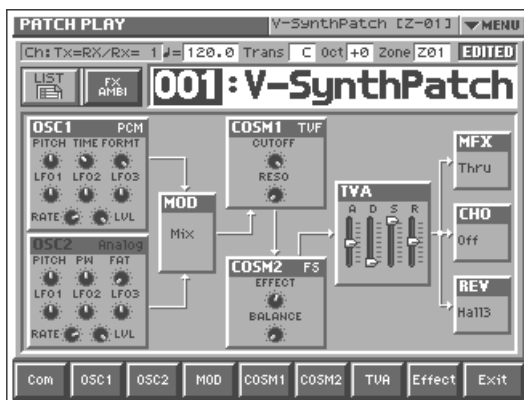 PATCH PLAY V-SynthPatch [Z-01] ▼MENU
Ch:Tx=RX/Rx= 1 ♩=120.0 Trans C Oct +0 Zone Z01 EDITED
LIST FX AMBI 001:V-SynthPatch
OSC1 PCM
PITCH TIME FORMT
LFO1 LFO2 LFO3
RATE LVL
OSC2 Analog
PITCH PW FAT
LFO1 LFO2 LFO3
RATE LVL
MOD
Mix
COSM1 TVF
CUTOFF
RESO
COSM2 FS
EFFECT
BALANCE
TVA
A D S R
MFX
Thru
CHO
Off
REV
Hall3
Com OSC1 OSC2 MOD COSM1 COSM2 TVA Effect Exit